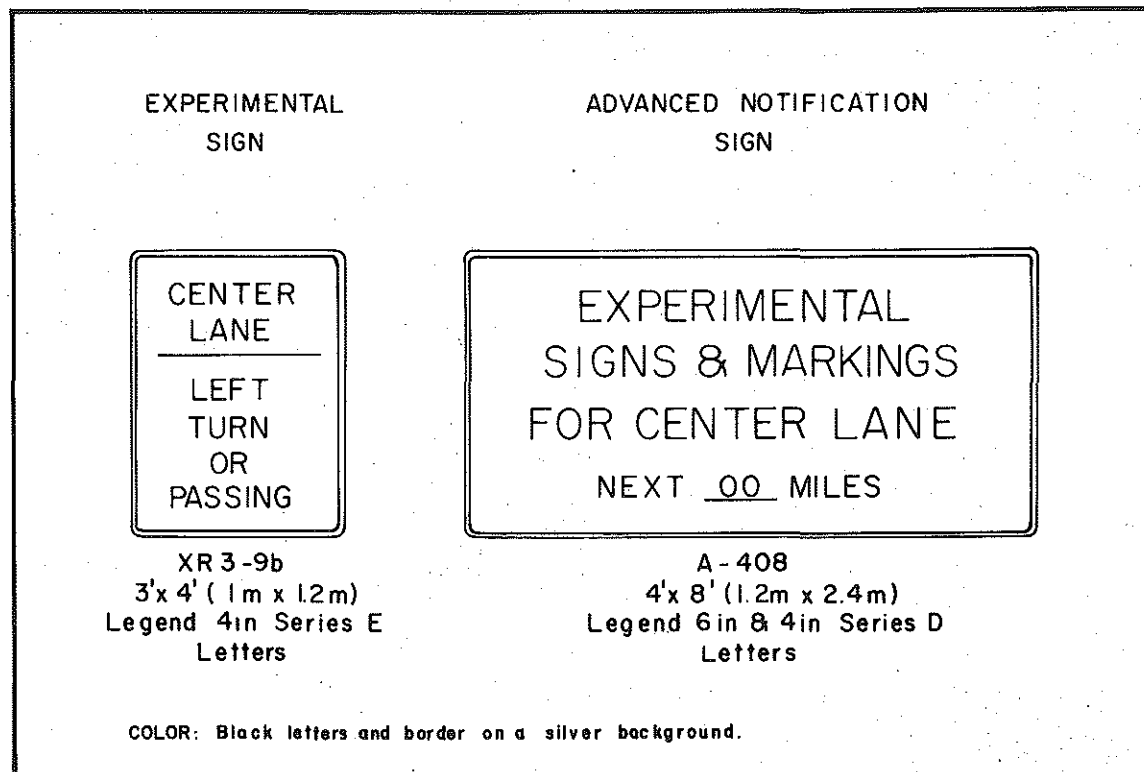 EXPERIMENTAL
SIGN
CENTER
LANE
LEFT
TURN
OR
PASSING
XR3-9b
3'x 4' (1m x 1.2m)
Legend 4in Series E
Letters
ADVANCED NOTIFICATION
SIGN
EXPERIMENTAL
SIGNS & MARKINGS
FOR CENTER LANE
NEXT 00 MILES
A-408
4'x 8' (1.2m x 2.4m)
Legend 6in & 4in Series D
Letters
COLOR: Black letters and border on a silver background.